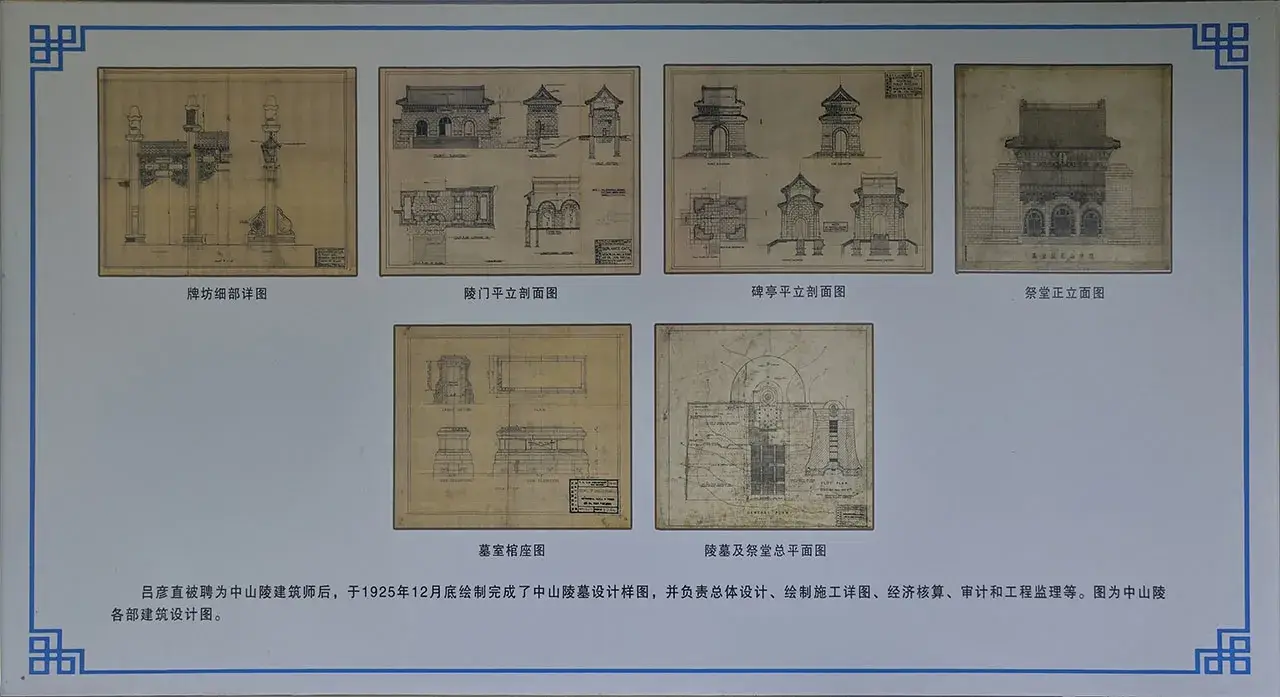 牌坊细部详图
陵门平立剖面图
碑亭平立剖面图
祭堂正立面图
墓室棺座图
陵墓及祭堂总平面图
吕彦直被聘为中山陵建筑师后，于1925年12月底绘制完成了中山陵墓设计样图，并负责总体设计、绘制施工详图、经济核算、审计和工程监理等。图为中山陵
各部建筑设计图。